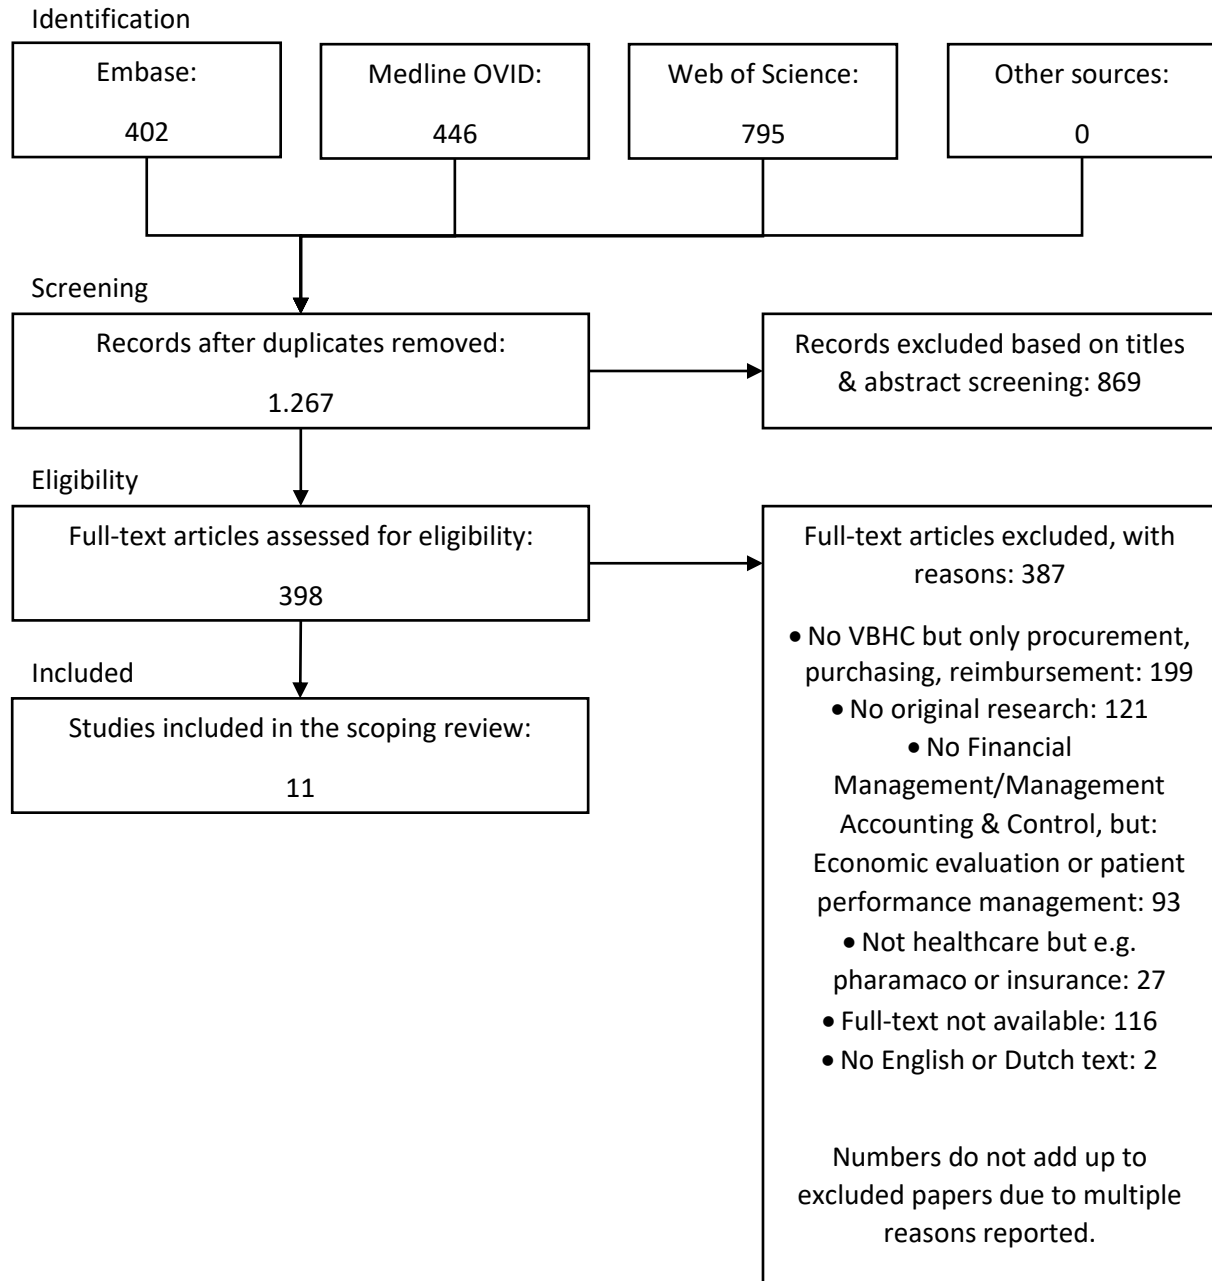 Identification
Embase:
402
Medline OVID:
446
Web of Science:
795
Other sources:
0
Screening
Records after duplicates removed:
1.267
Records excluded based on titles
& abstract screening: 869
Eligibility
Full-text articles assessed for eligibility:
398
Full-text articles excluded, with
reasons: 387
• No VBHC but only procurement,
purchasing, reimbursement: 199
• No original research: 121
• No Financial
Management/Management
Accounting & Control, but:
Economic evaluation or patient
performance management: 93
• Not healthcare but e.g.
pharamaco or insurance: 27
• Full-text not available: 116
• No English or Dutch text: 2
Numbers do not add up to
excluded papers due to multiple
reasons reported.
Included
Studies included in the scoping review:
11